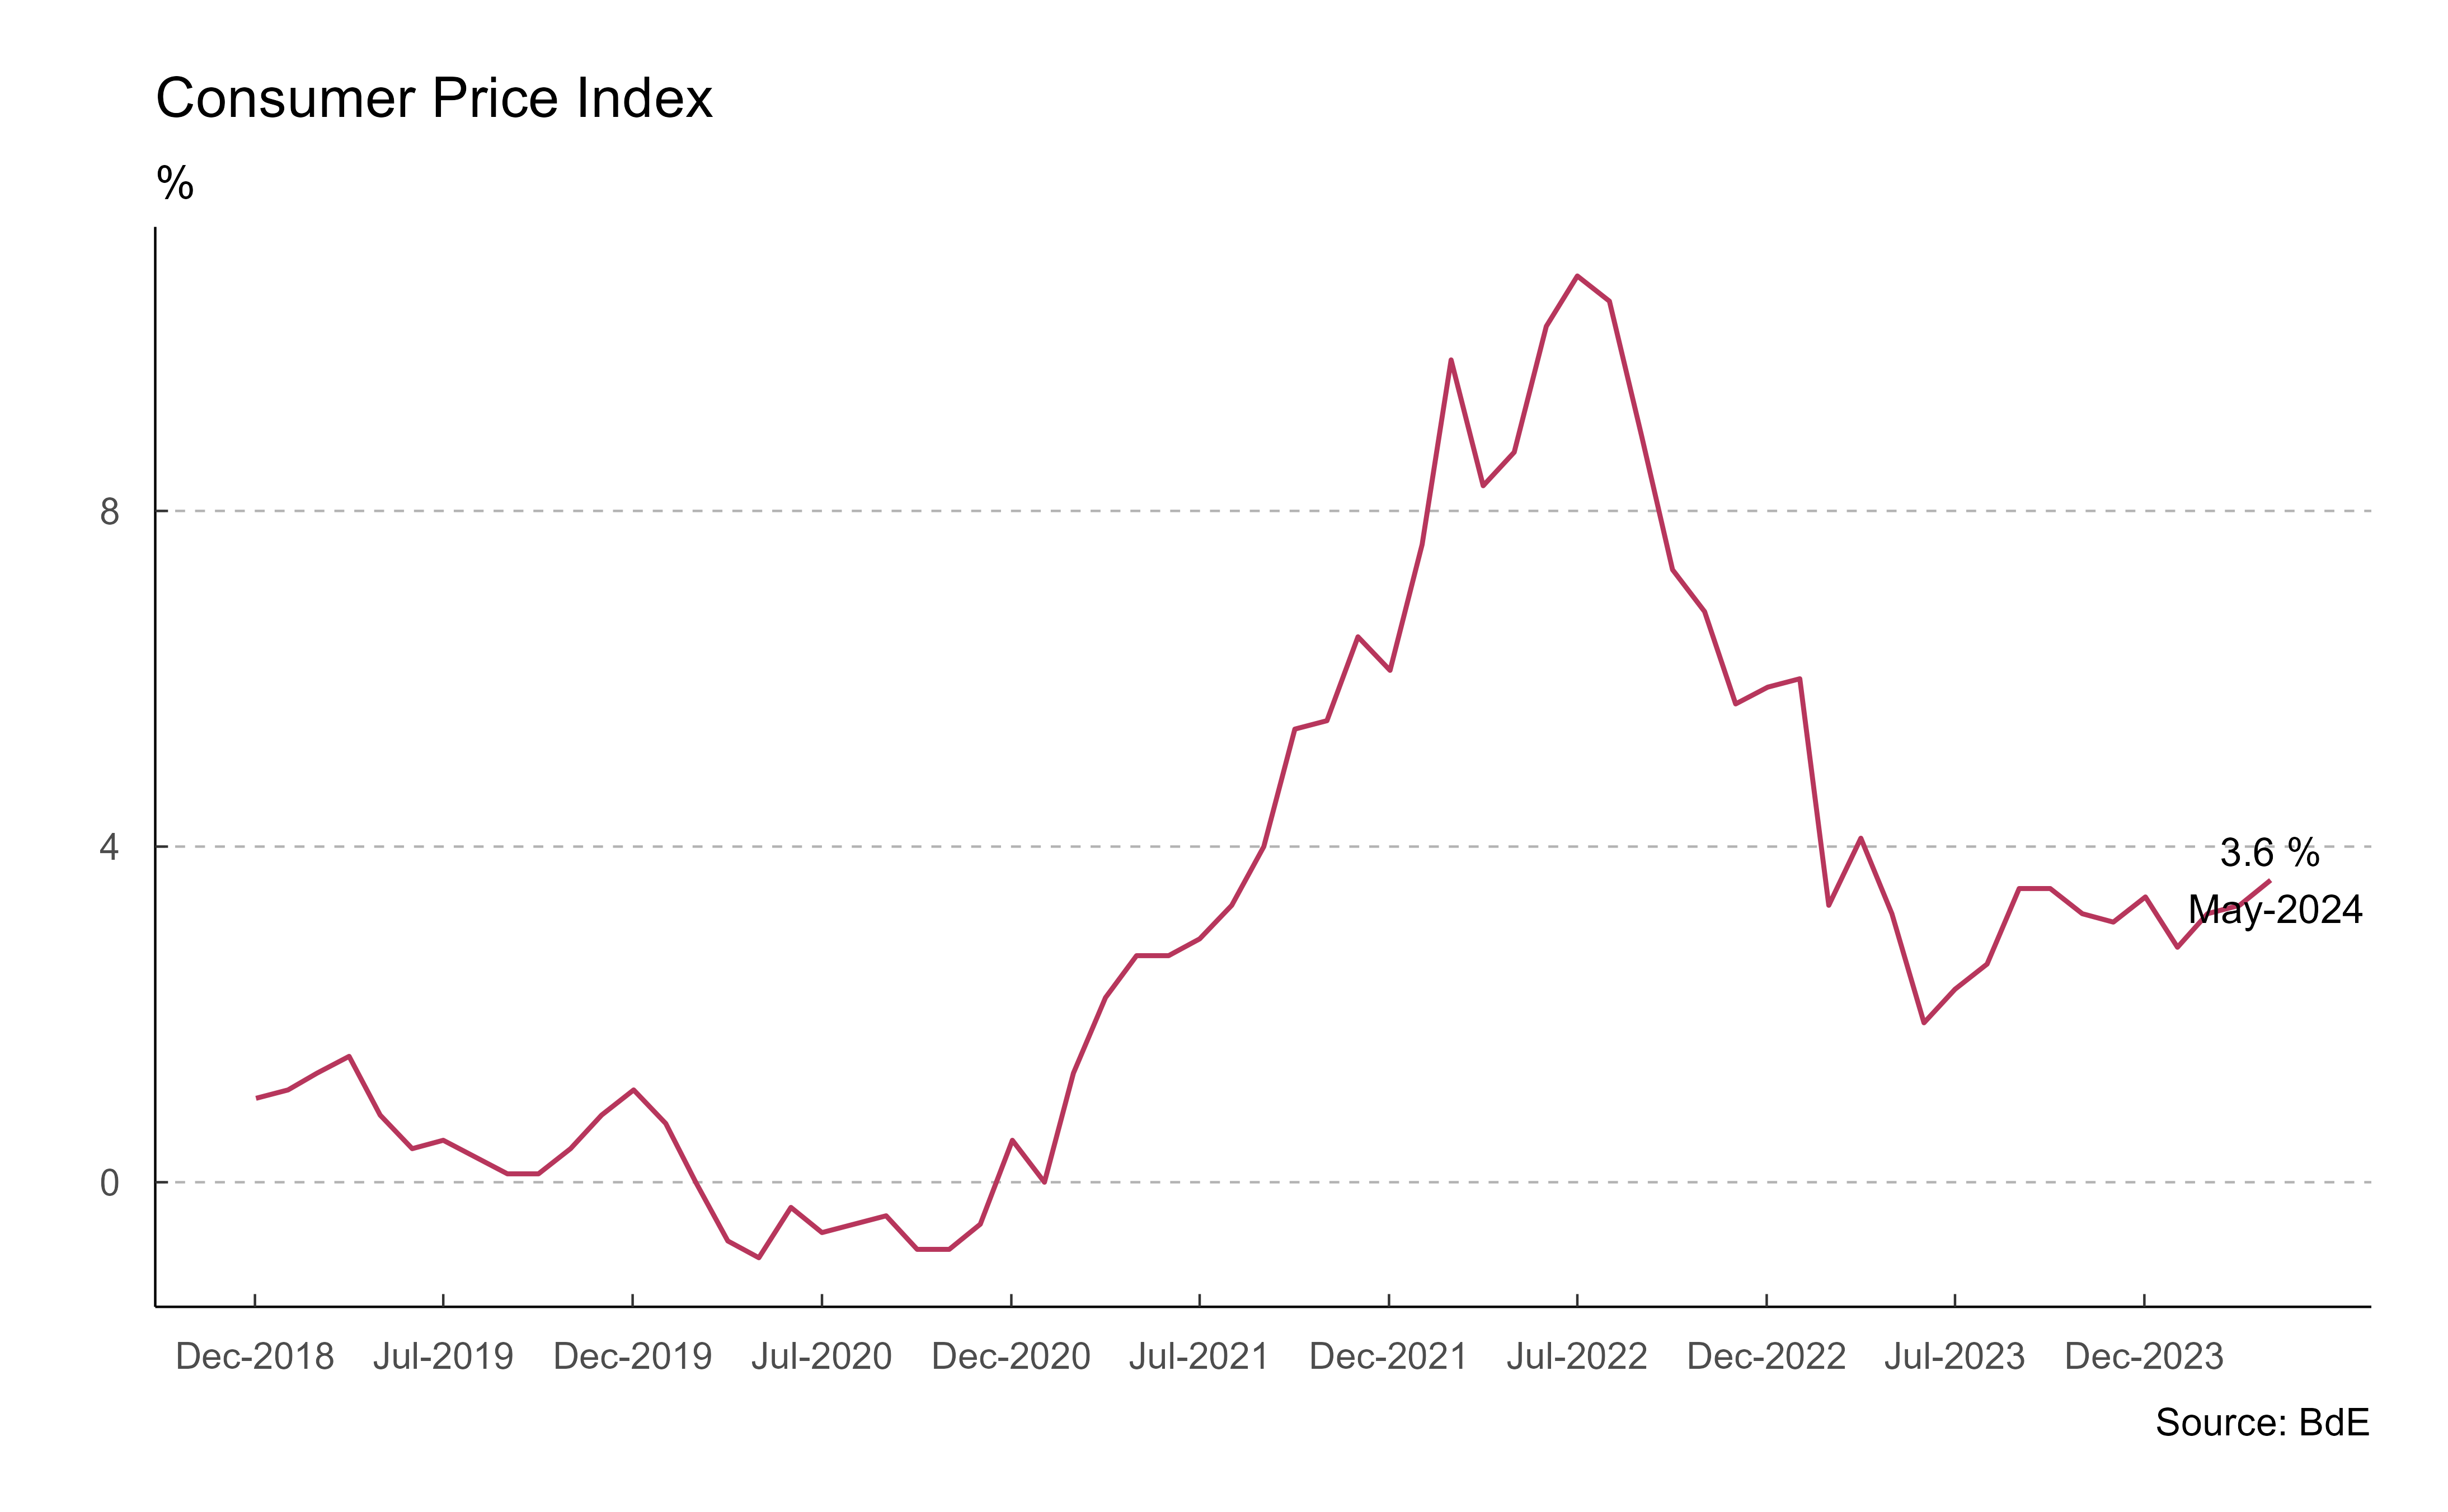 Consumer Price Index
%
8
4
0
3.6 %
May-2024
Dec-2018 Jul-2019 Dec-2019 Jul-2020 Dec-2020 Jul-2021 Dec-2021 Jul-2022 Dec-2022 Jul-2023 Dec-2023
Source: BdE